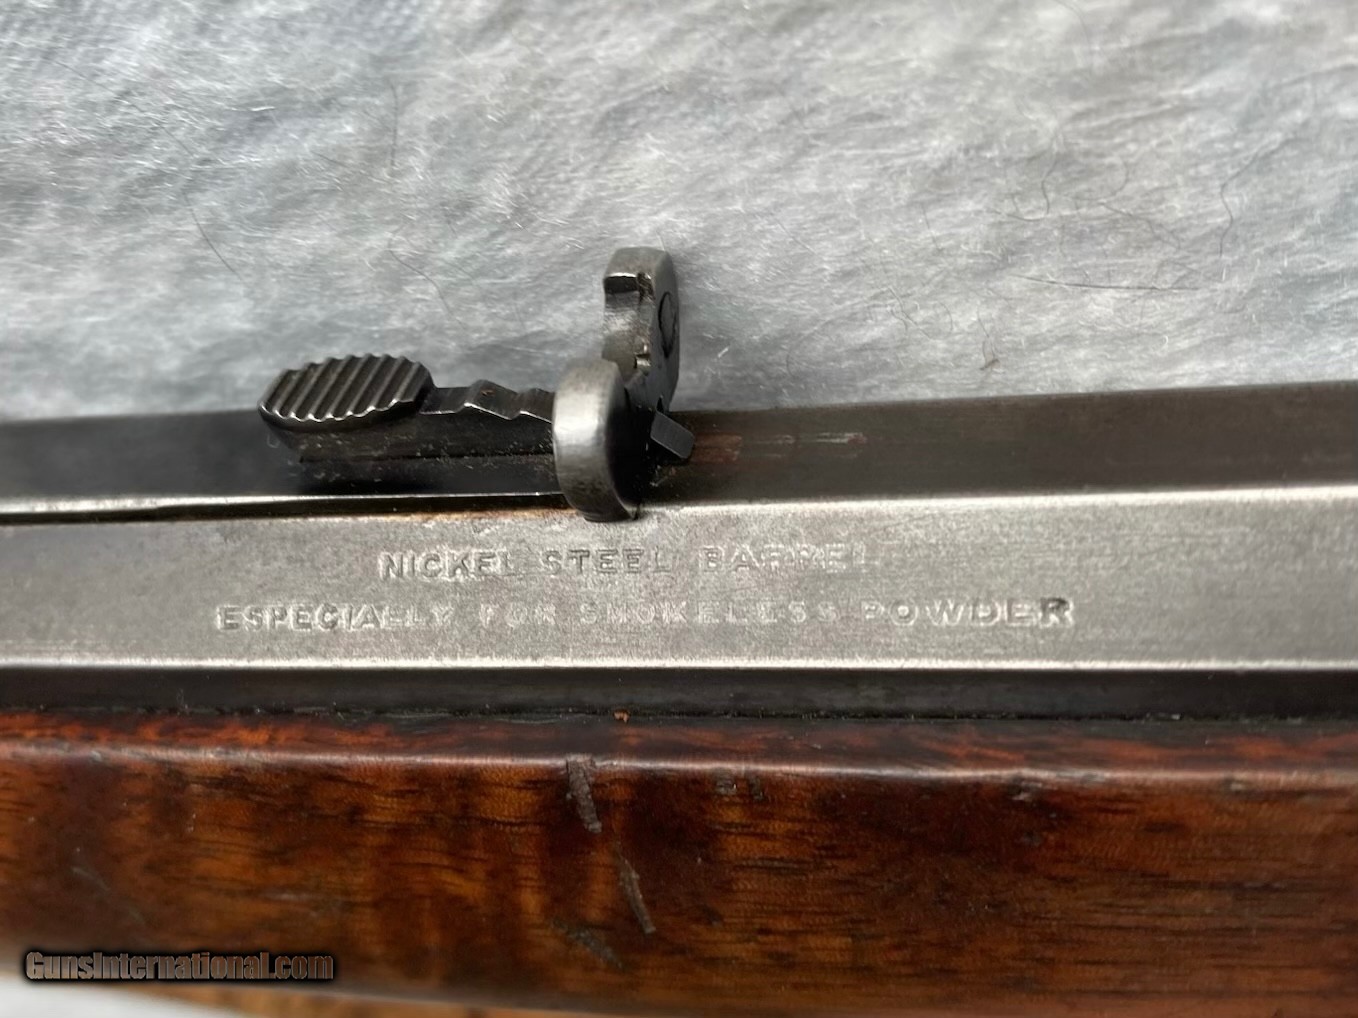 NICKEL STEEL BARREL
ESPECIALLY FOR SMOKELESS POWDER
GunsInternational.com